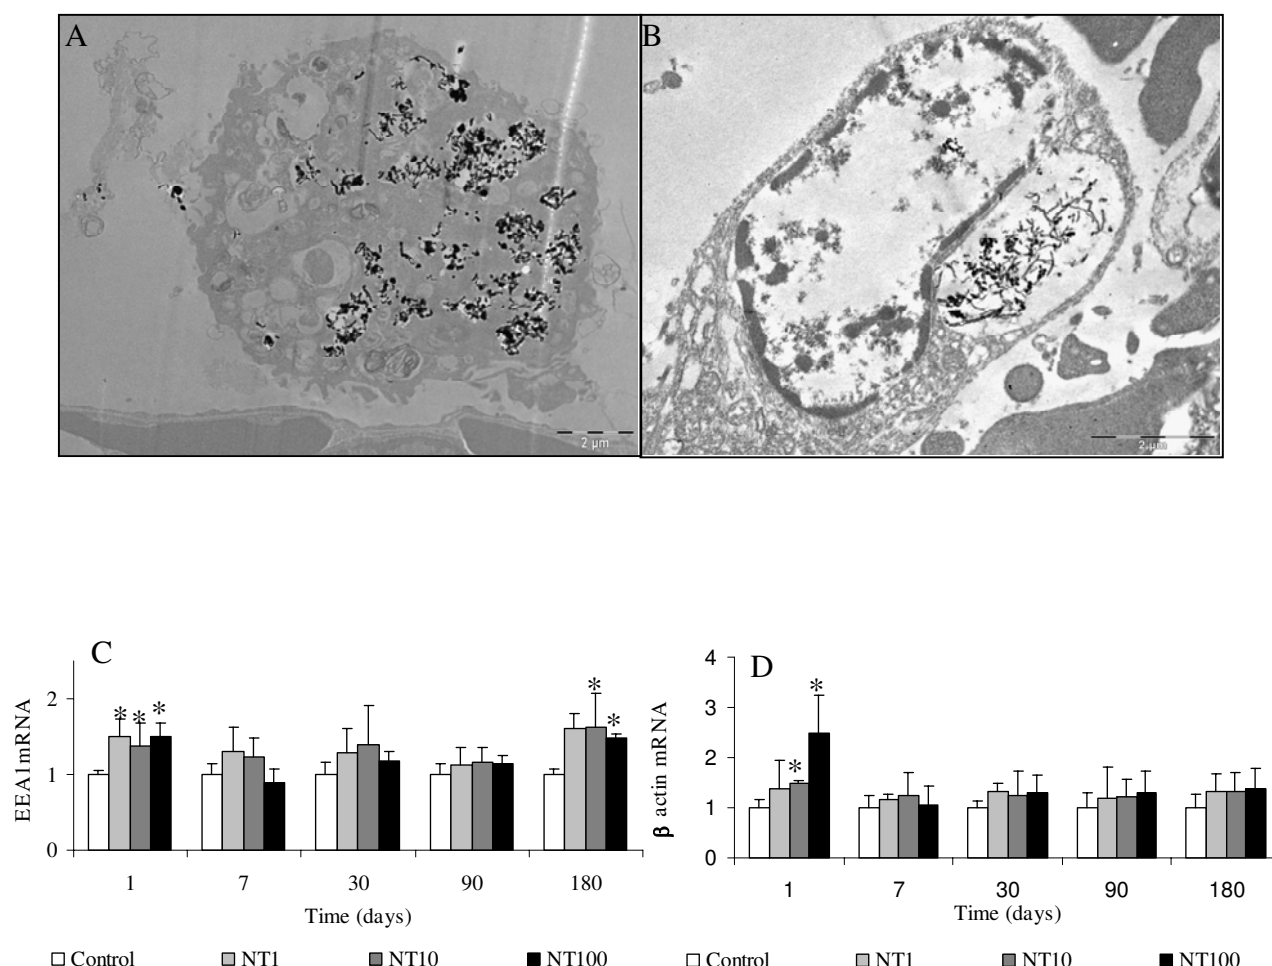 A B
2 µm 2 µm
C
EEA1mRNA
2
1
0
* * * * *
1 7 30 90 180
Time (days)
Control NT1 NT10 NT100
D
β actin mRNA
4
3
2
1
0
* *
1 7 30 90 180
Time (days)
Control NT1 NT10 NT100